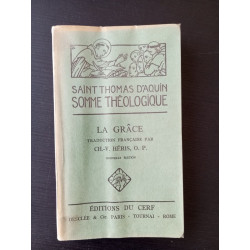 SAINT THOMAS D'AQUIN
SOMME THÉOLOGIQUE
LA GRÂCE
TRADUCTION FRANÇAISE PAR
CH.-V. HÉRIS, O. P.
ÉDITIONS DU CERF
DESCLÉE & Cie PARIS - TOURNAI - ROME